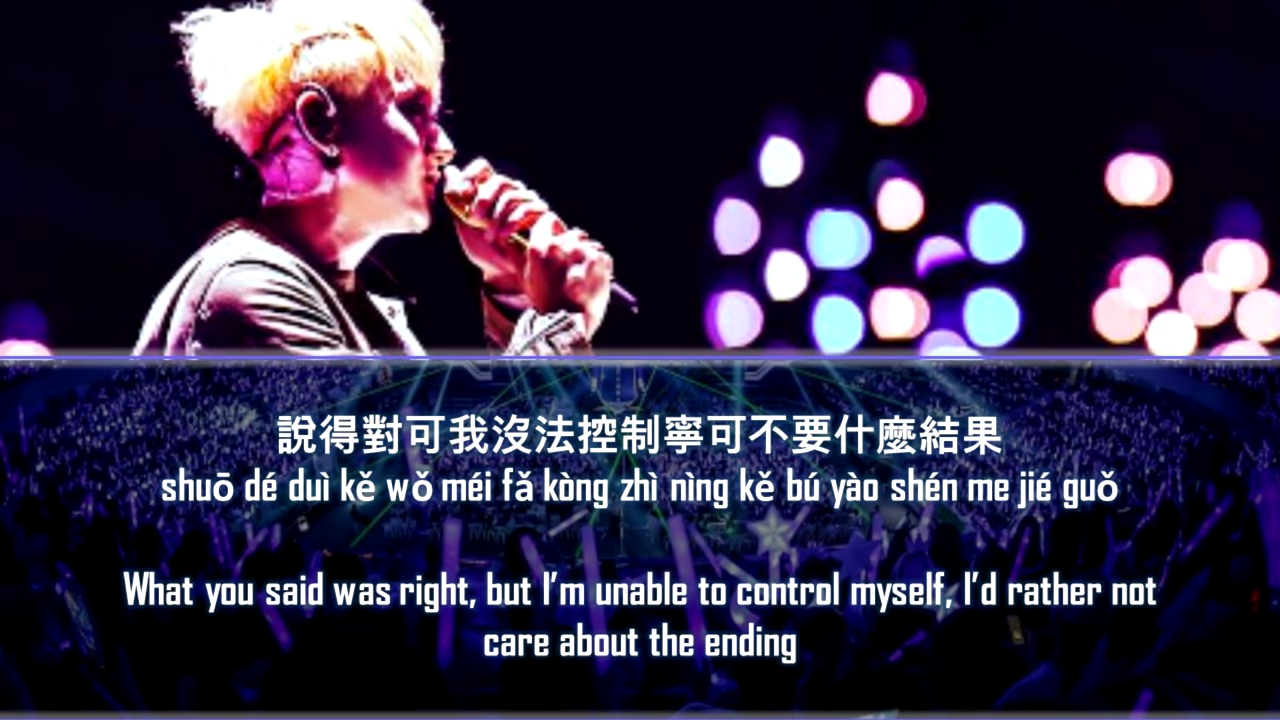 說得對可我沒法控制寧可不要什麼結果
shuō dé duì kě wǒ méi fǎ kòng zhì nìng kě bú yào shén me jié guǒ
What you said was right, but I'm unable to control myself, I'd rather not
care about the ending